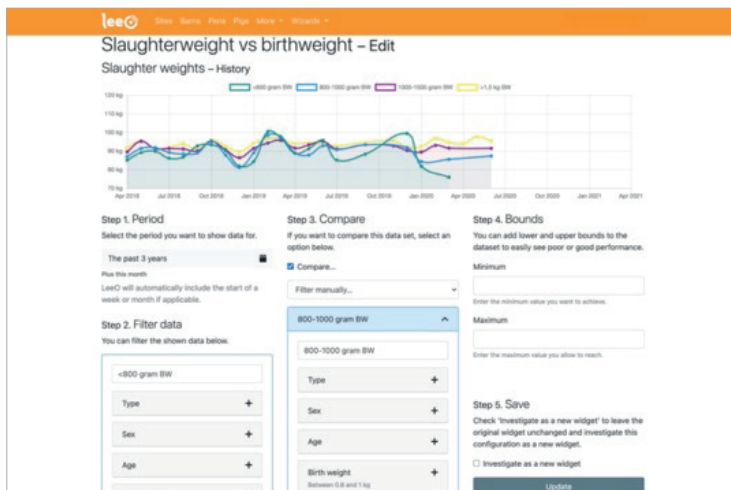 leeO Sites Barns Pens Pigs More Wizards
Slaughterweight vs birthweight – Edit
Slaughter weights – History
<800 gram BW 800-1000 gram BW 1000-1500 gram BW >1,5 kg BW
120 kg
110 kg
100 kg
90 kg
80 kg
70 kg
Apr 2018 Jul 2018 Oct 2018 Jan 2019 Apr 2019 Jul 2019 Oct 2019 Jan 2020 Apr 2020 Jul 2020 Oct 2020 Jan 2021 Apr 2021
Step 1. Period
Select the period you want to show data for.
The past 3 years
Plus this month
LeeO will automatically include the start of a
week or month if applicable.
Step 2. Filter data
You can filter the shown data below.
<800 gram BW
Type +
Sex +
Age +
Step 3. Compare
If you want to compare this data set, select an
option below.
Compare...
Filter manually...
800-1000 gram BW
800-1000 gram BW
Type +
Sex +
Age +
Birth weight +
Between 0.8 and 1 kg
Step 4. Bounds
You can add lower and upper bounds to the
dataset to easily see poor or good performance.
Minimum
Enter the minimum value you want to achieve.
Maximum
Enter the maximum value you allow to reach.
Step 5. Save
Check 'Investigate as a new widget' to leave the
original widget unchanged and investigate this
configuration as a new widget.
Investigate as a new widget
Update